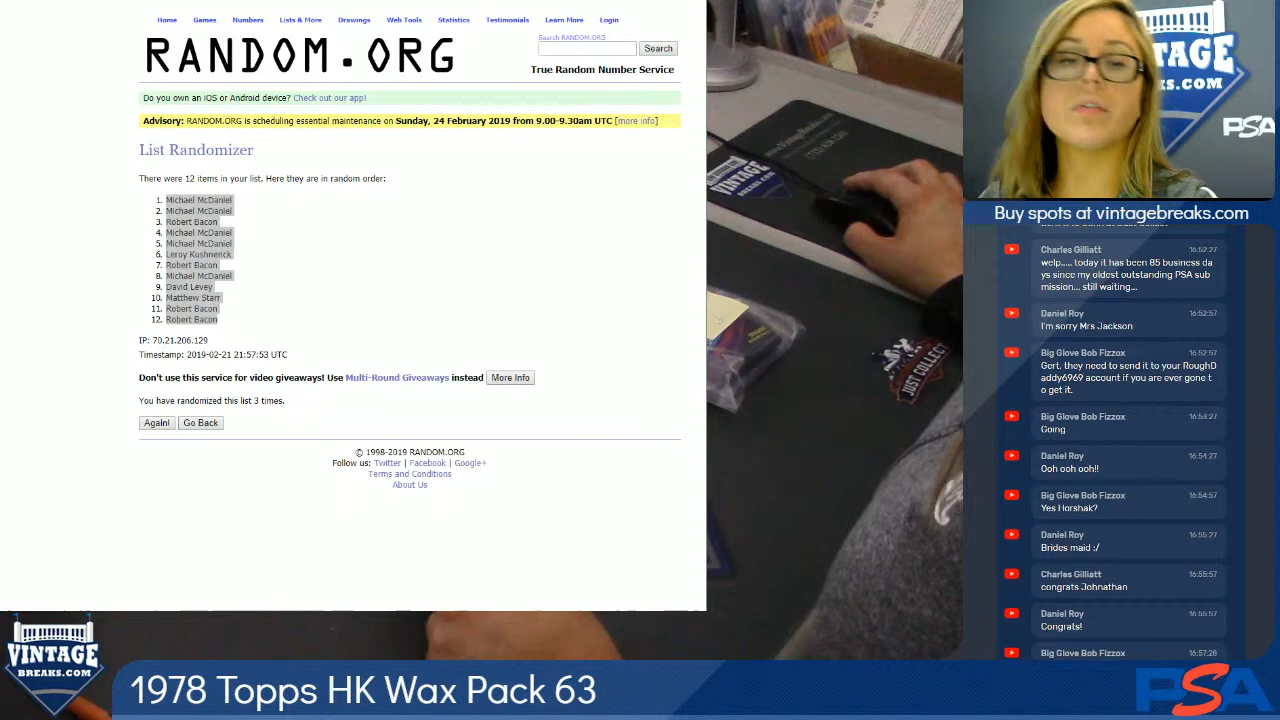 Home Games Numbers Lists & More Drawings Web Tools Statistics Testimonials Learn More Login
RANDOM.ORG
Search RANDOM.ORG
Search
True Random Number Service
Do you own an iOS or Android device? Check out our app!
Advisory: RANDOM.ORG is scheduling essential maintenance on Sunday, 24 February 2019 from 9.00-9.30am UTC [more info]
List Randomizer
There were 12 items in your list. Here they are in random order:
1. Michael McDaniel
2. Michael McDaniel
3. Robert Bacon
4. Michael McDaniel
5. Michael McDaniel
6. Leroy Kushnerick
7. Robert Bacon
8. Michael McDaniel
9. David Levey
10. Matthew Starr
11. Robert Bacon
12. Robert Bacon
IP: 70.21.206.129
Timestamp: 2019-02-21 21:57:53 UTC
Don't use this service for video giveaways! Use Multi-Round Giveaways instead More Info
You have randomized this list 3 times.
Again! Go Back
© 1998-2019 RANDOM.ORG
Follow us: Twitter | Facebook | Google+
Terms and Conditions
About Us
VINTAGE
JUST COLLECT
VINTAGE
BREAKS.COM
PSA
Buy spots at vintagebreaks.com
Charles Gilliatt 16:52:27
welp..... today it has been 85 business da
ys since my oldest outstanding PSA sub
mission... still waiting...
Daniel Roy 16:52:57
I'm sorry Mrs Jackson
Big Glove Bob Fizzox 16:52:57
Gert. they need to send it to your RoughD
addy6969 account if you are ever gone t
o get it.
Big Glove Bob Fizzox 16:53:27
Going
Daniel Roy 16:54:27
Ooh ooh ooh!!
Big Glove Bob Fizzox 16:54:57
Yes Horshak?
Daniel Roy 16:55:27
Brides maid :/
Charles Gilliatt 16:55:57
congrats Johnathan
Daniel Roy 16:55:57
Congrats!
Big Glove Bob Fizzox 16:57:28
VINTAGE
BREAKS.COM
1978 Topps HK Wax Pack 63
PSA